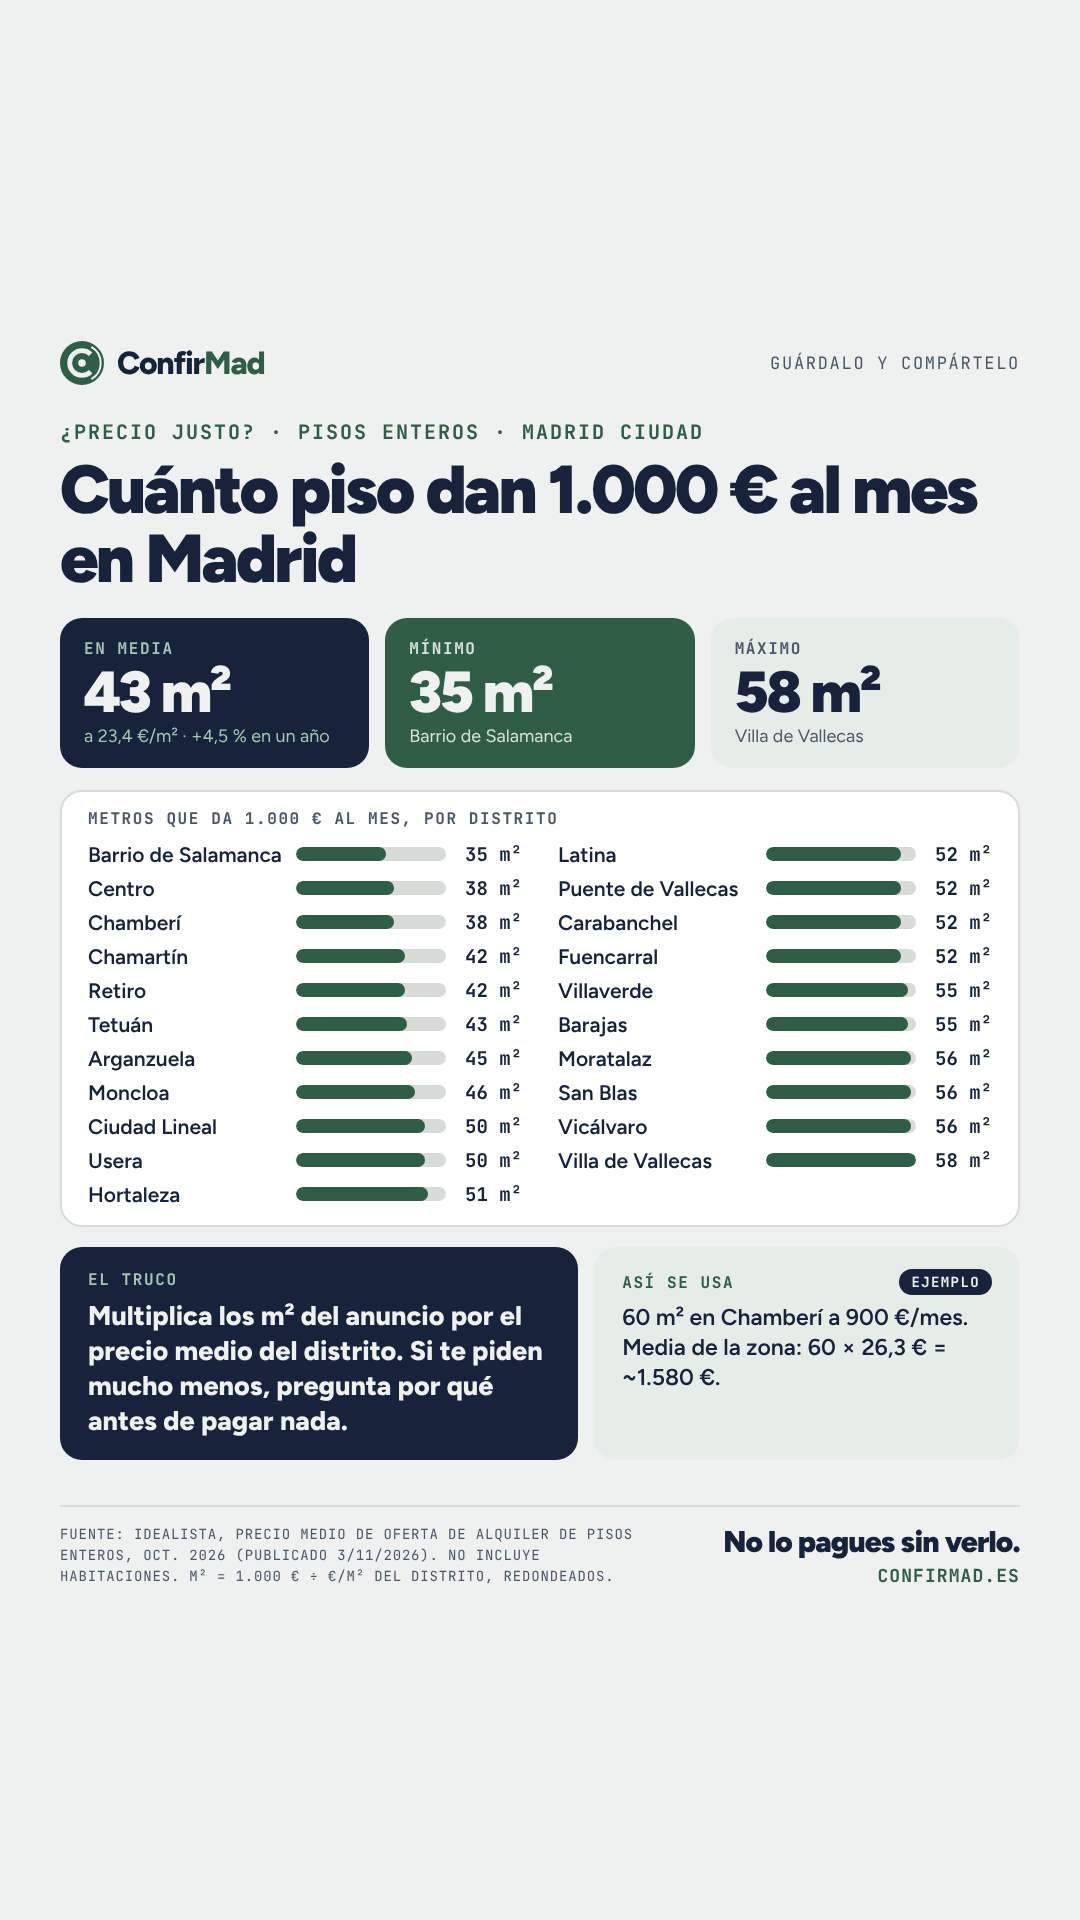 ConfirMad
GUÁRDALO Y COMPÁRTELO
¿PRECIO JUSTO? · PISOS ENTEROS · MADRID CIUDAD
Cuánto piso dan 1.000 € al mes
en Madrid
EN MEDIA
43 m²
a 23,4 €/m² · +4,5 % en un año
MÍNIMO
35 m²
Barrio de Salamanca
MÁXIMO
58 m²
Villa de Vallecas
METROS QUE DA 1.000 € AL MES, POR DISTRITO
Barrio de Salamanca 35 m²
Centro 38 m²
Chamberí 38 m²
Chamartín 42 m²
Retiro 42 m²
Tetuán 43 m²
Arganzuela 45 m²
Moncloa 46 m²
Ciudad Lineal 50 m²
Usera 50 m²
Hortaleza 51 m²
Latina 52 m²
Puente de Vallecas 52 m²
Carabanchel 52 m²
Fuencarral 52 m²
Villaverde 55 m²
Barajas 55 m²
Moratalaz 56 m²
San Blas 56 m²
Vicálvaro 56 m²
Villa de Vallecas 58 m²
EL TRUCO
Multiplica los m² del anuncio por el
precio medio del distrito. Si te piden
mucho menos, pregunta por qué
antes de pagar nada.
ASÍ SE USA
EJEMPLO
60 m² en Chamberí a 900 €/mes.
Media de la zona: 60 × 26,3 € =
~1.580 €.
FUENTE: IDEALISTA, PRECIO MEDIO DE OFERTA DE ALQUILER DE PISOS
ENTEROS, OCT. 2026 (PUBLICADO 3/11/2026). NO INCLUYE
HABITACIONES. M² = 1.000 € ÷ €/M² DEL DISTRITO, REDONDEADOS.
No lo pagues sin verlo.
CONFIRMAD.ES